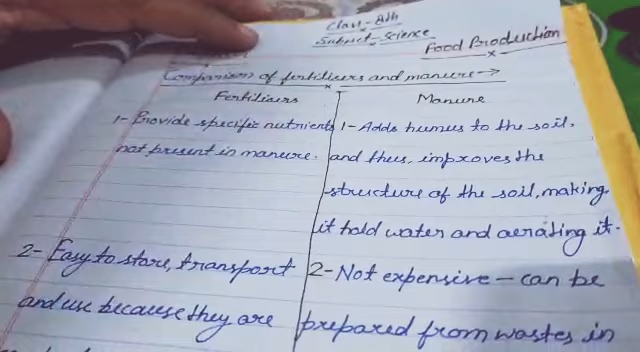 Class-8th
Subject-Science
Food Production
Comparison of fertilisers and manure→
Fertilisers
Manure
1- Provide specific nutrients
not present in manure.
1- Adds humus to the soil,
and thus, improves the
structure of the soil, making
it hold water and aerating it.
2- Easy to store, transport
and use because they are
2- Not expensive - can be
prepared from wastes in